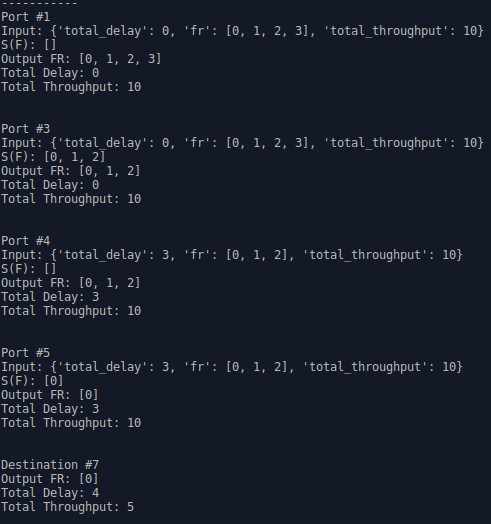 -----------
Port #1
Input: {'total_delay': 0, 'fr': [0, 1, 2, 3], 'total_throughput': 10}
S(F): []
Output FR: [0, 1, 2, 3]
Total Delay: 0
Total Throughput: 10
Port #3
Input: {'total_delay': 0, 'fr': [0, 1, 2, 3], 'total_throughput': 10}
S(F): [0, 1, 2]
Output FR: [0, 1, 2]
Total Delay: 0
Total Throughput: 10
Port #4
Input: {'total_delay': 3, 'fr': [0, 1, 2], 'total_throughput': 10}
S(F): []
Output FR: [0, 1, 2]
Total Delay: 3
Total Throughput: 10
Port #5
Input: {'total_delay': 3, 'fr': [0, 1, 2], 'total_throughput': 10}
S(F): [0]
Output FR: [0]
Total Delay: 3
Total Throughput: 10
Destination #7
Output FR: [0]
Total Delay: 4
Total Throughput: 5